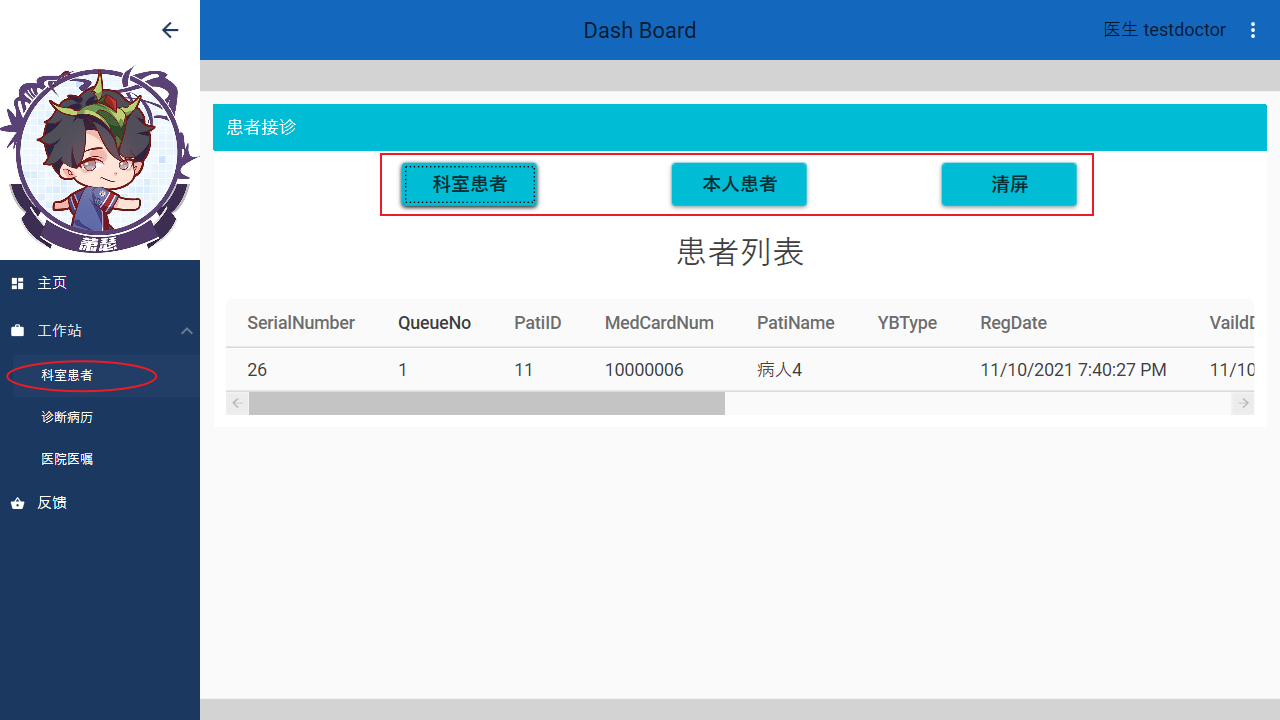 Dash Board
医生 testdoctor
萧瑟
主页
工作站
科室患者
诊断病历
医院医嘱
反馈
患者接诊
科室患者 本人患者 清屏
患者列表
SerialNumber QueueNo PatiID MedCardNum PatiName YBType RegDate VaildD
26 1 11 10000006 病人4 11/10/2021 7:40:27 PM 11/10